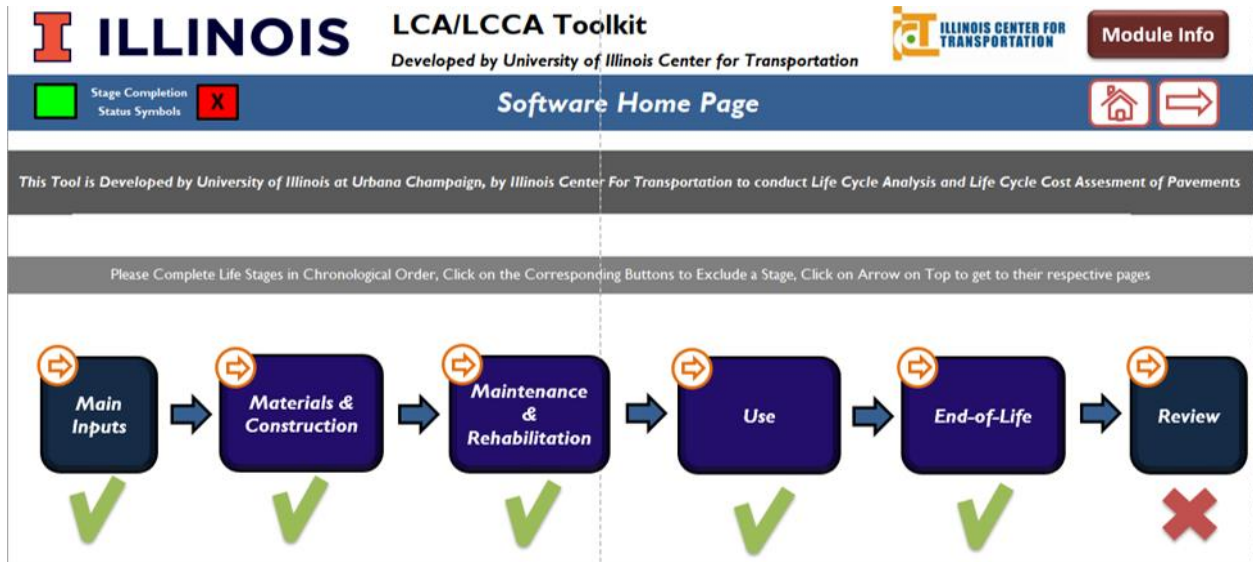 ILLINOIS
LCA/LCCA Toolkit
Developed by University of Illinois Center for Transportation
ict ILLINOIS CENTER FOR
TRANSPORTATION
Module Info
Stage Completion
Status Symbols
X
Software Home Page
This Tool is Developed by University of Illinois at Urbana Champaign, by Illinois Center For Transportation to conduct Life Cycle Analysis and Life Cycle Cost Assesment of Pavements
Please Complete Life Stages in Chronological Order, Click on the Corresponding Buttons to Exclude a Stage, Click on Arrow on Top to get to their respective pages
Main
Inputs
Materials &
Construction
Maintenance
&
Rehabilitation
Use
End-of-Life
Review